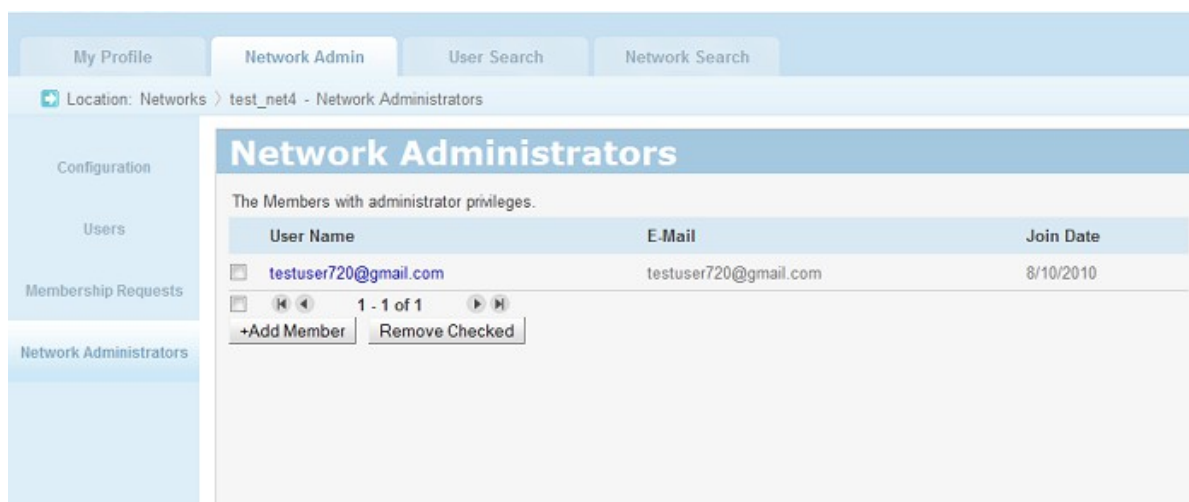 My Profile Network Admin User Search Network Search
Location: Networks 〉 test_net4 - Network Administrators
Configuration
Users
Membership Requests
Network Administrators
Network Administrators
The Members with administrator privileges.
User Name E-Mail Join Date
testuser720@gmail.com testuser720@gmail.com 8/10/2010
1 - 1 of 1
+Add Member Remove Checked